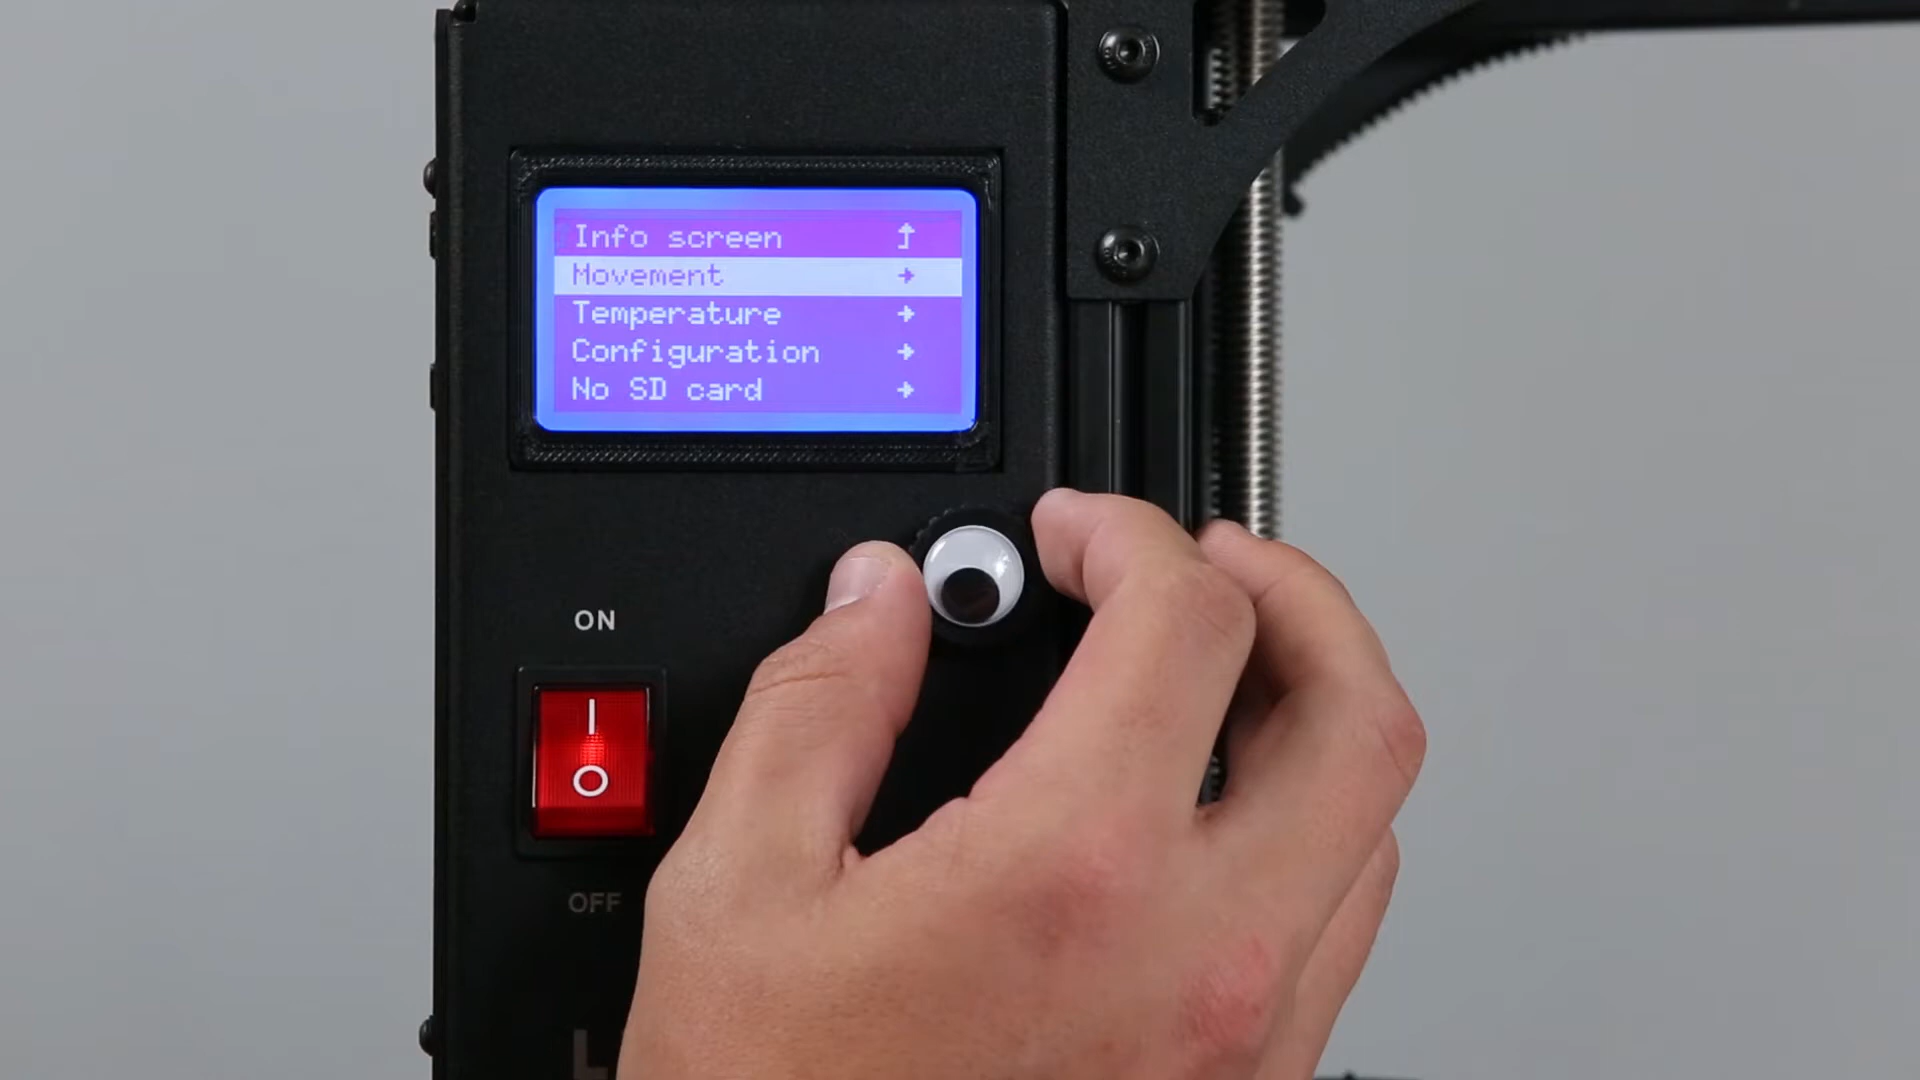 Info screen
Movement
Temperature
Configuration
No SD card
ON
OFF